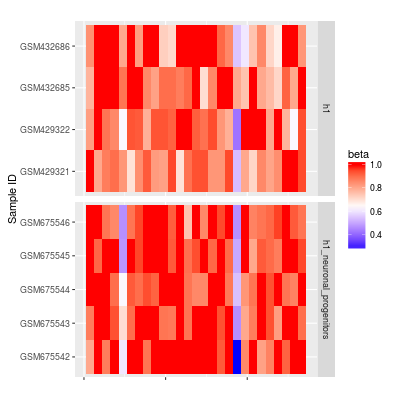 GSM432686
GSM432685
GSM429322
GSM429321
h1
GSM675546
GSM675545
GSM675544
GSM675543
GSM675542
h1_neuronal_progenitors
Sample ID
beta
1.0
0.8
0.6
0.4